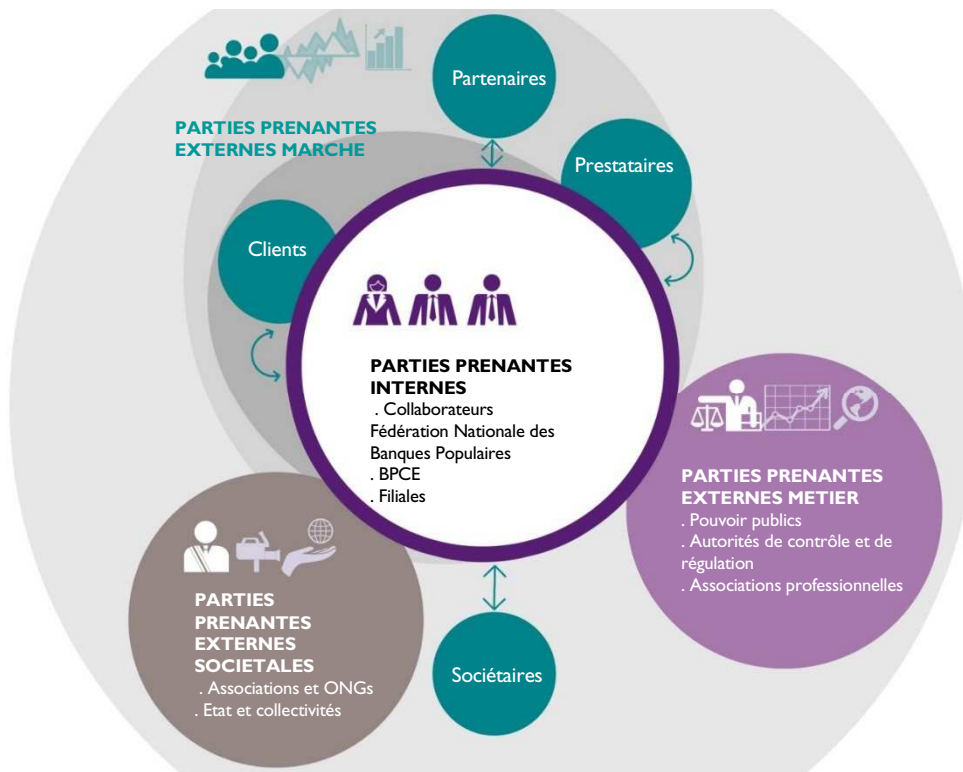 Partenaires
PARTIES PRENANTES
EXTERNES MARCHE
Prestataires
Clients
PARTIES PRENANTES
INTERNES
. Collaborateurs
Fédération Nationale des
Banques Populaires
. BPCE
. Filiales
PARTIES PRENANTES
EXTERNES METIER
. Pouvoir publics
. Autorités de contrôle et de
régulation
. Associations professionnelles
PARTIES
PRENANTES
EXTERNES
SOCIETALES
. Associations et ONGs
. Etat et collectivités
Sociétaires